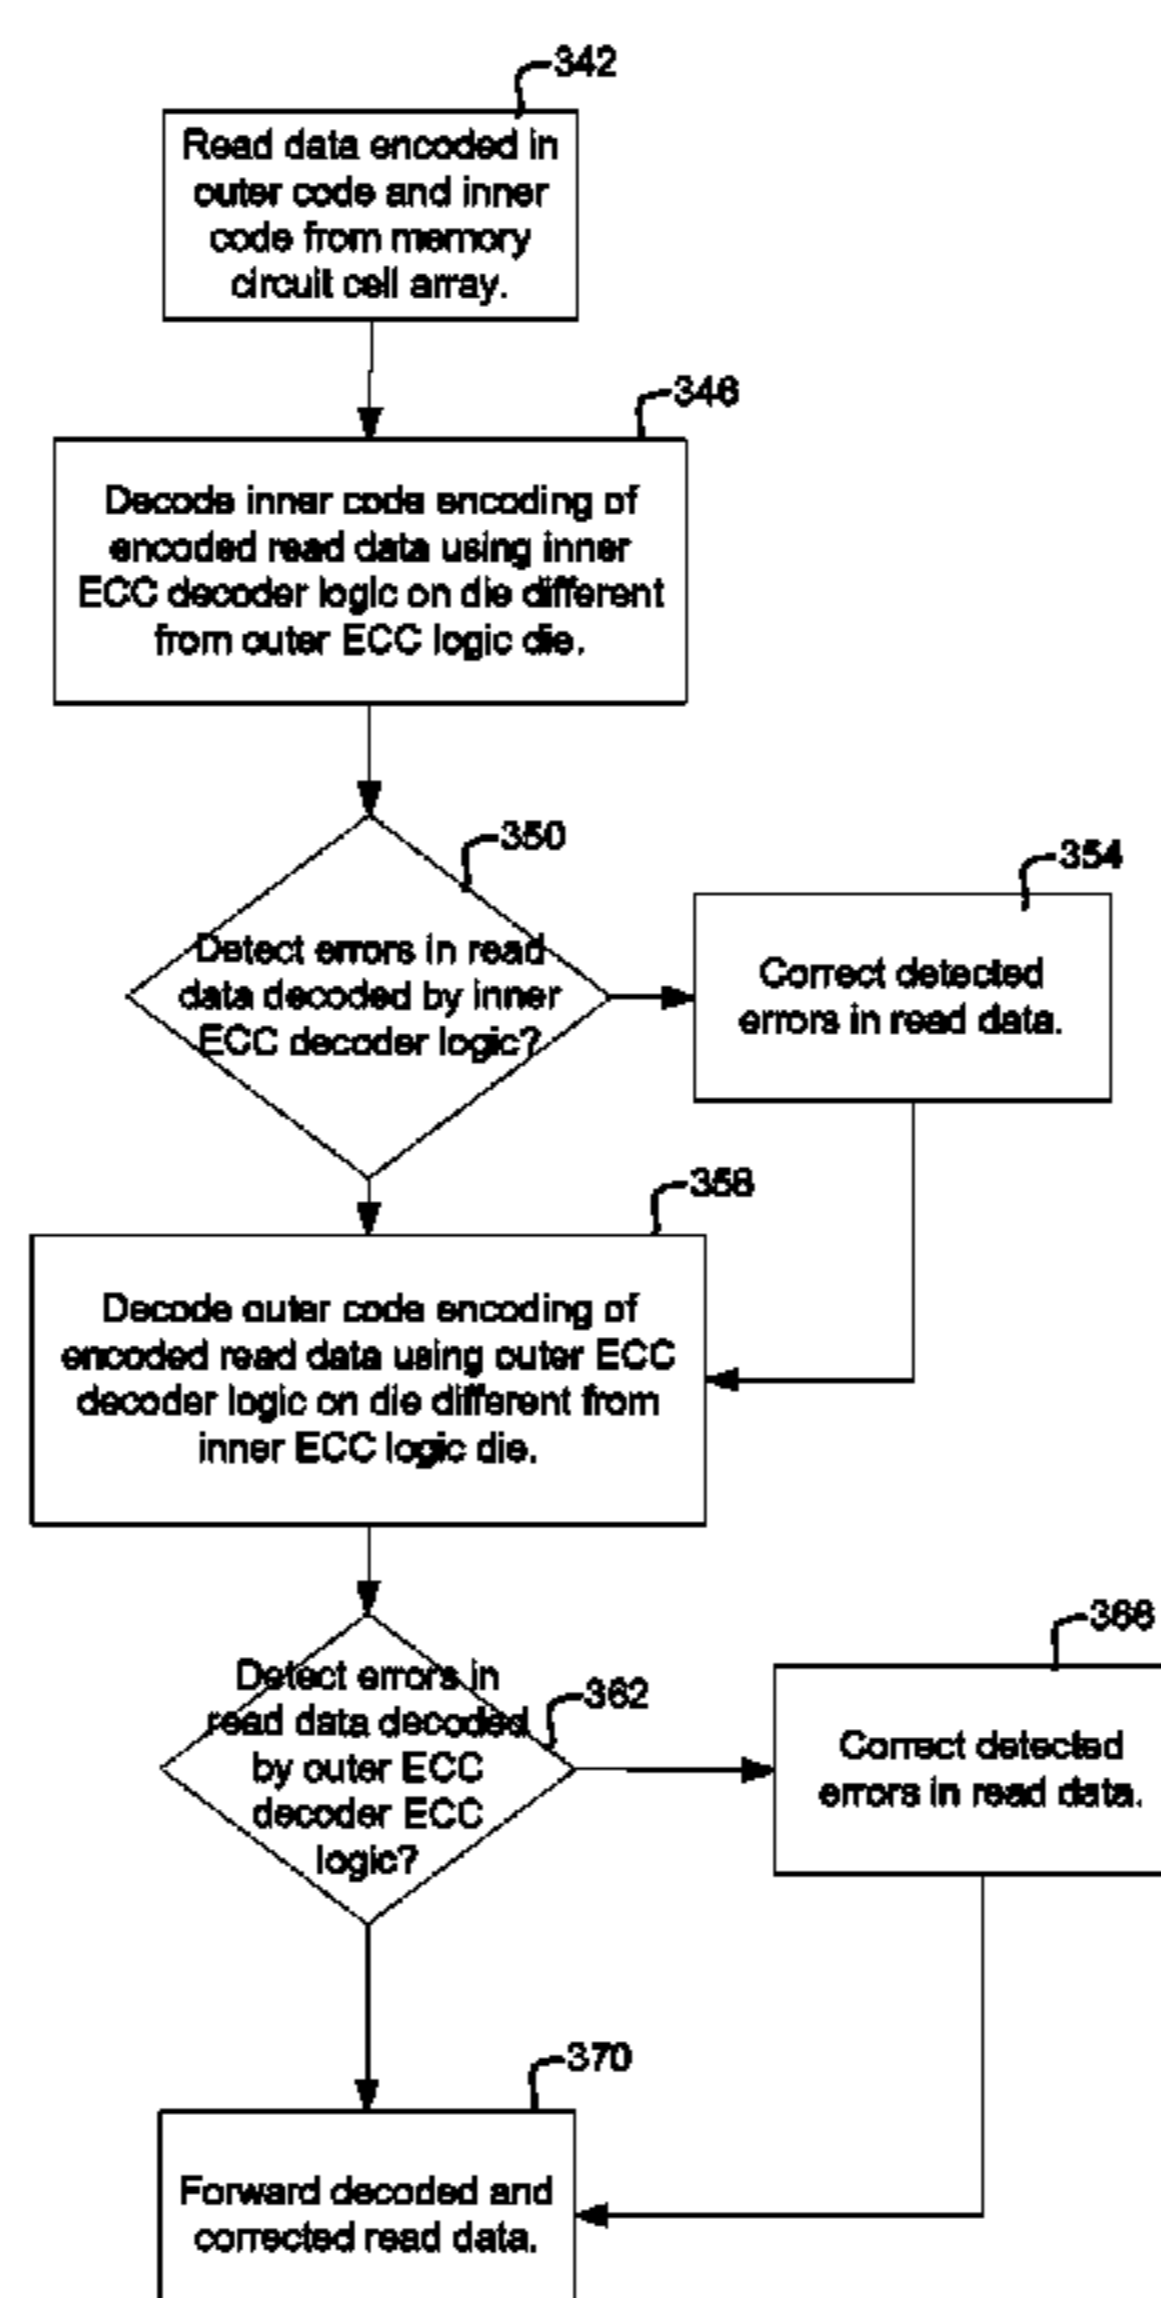 342
Read data encoded in
outer code and inner
code from memory
circuit cell array.
346
Decode inner code encoding of
encoded read data using inner
ECC decoder logic on die different
from outer ECC logic die.
350
Detect errors in read
data decoded by inner
ECC decoder logic?
354
Correct detected
errors in read data.
358
Decode outer code encoding of
encoded read data using outer ECC
decoder logic on die different from
inner ECC logic die.
362
Detect errors in
read data decoded
by outer ECC
decoder ECC
logic?
366
Correct detected
errors in read data.
370
Forward decoded and
corrected read data.